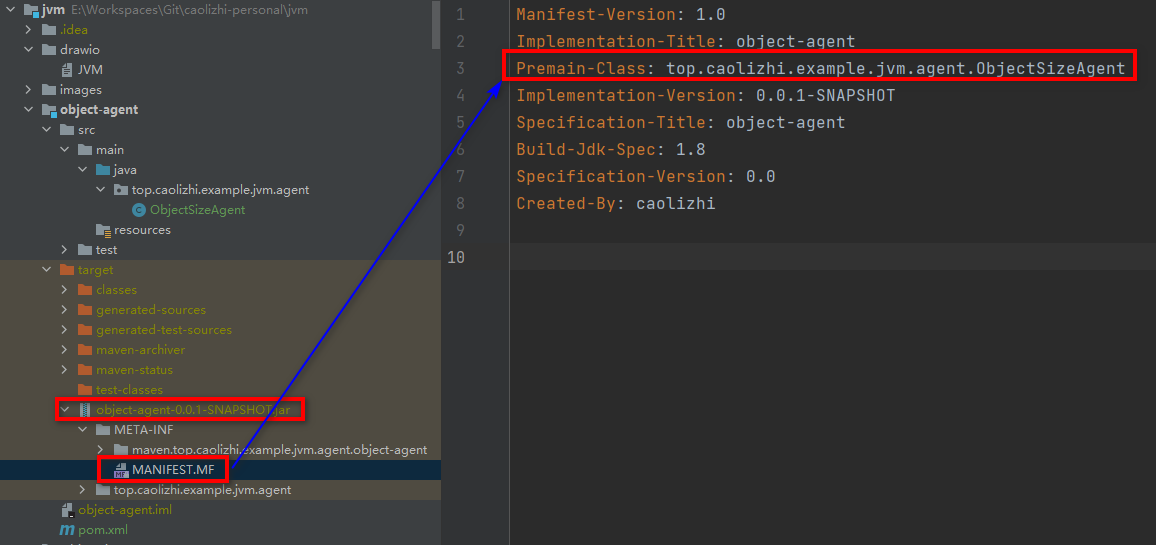 jvm E:\Workspaces\Git\caolizhi-personal\jvm
.idea
drawio
JVM
images
object-agent
src
main
java
top.caolizhi.example.jvm.agent
ObjectSizeAgent
resources
test
target
classes
generated-sources
generated-test-sources
maven-archiver
maven-status
test-classes
object-agent-0.0.1-SNAPSHOT.jar
META-INF
maven.top.caolizhi.example.jvm.agent.object-agent
MANIFEST.MF
top.caolizhi.example.jvm.agent
object-agent.iml
pom.xml
1 Manifest-Version: 1.0
2 Implementation-Title: object-agent
3 Premain-Class: top.caolizhi.example.jvm.agent.ObjectSizeAgent
4 Implementation-Version: 0.0.1-SNAPSHOT
5 Specification-Title: object-agent
6 Build-Jdk-Spec: 1.8
7 Specification-Version: 0.0
8 Created-By: caolizhi
9
10